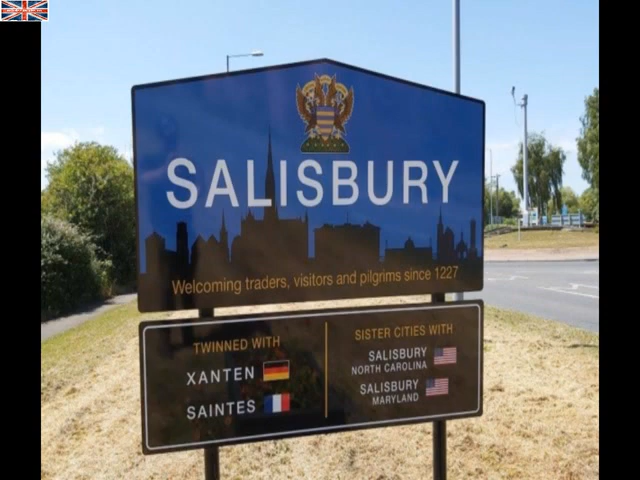 SALISBURY
Welcoming traders, visitors and pilgrims since 1227
TWINNED WITH
XANTEN
SAINTES
SISTER CITIES WITH
SALISBURY
NORTH CAROLINA
SALISBURY
MARYLAND